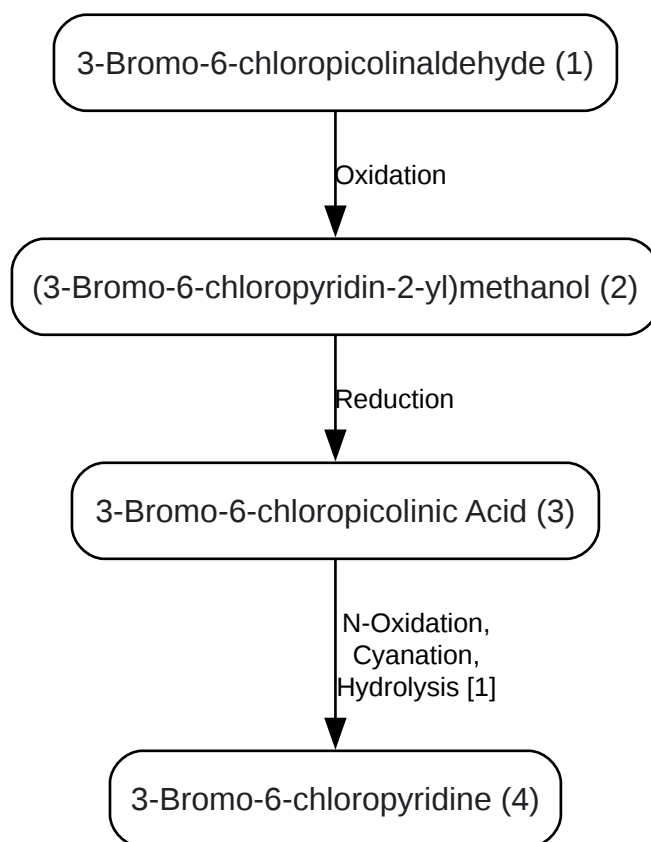 3-Bromo-6-chloropicolinaldehyde (1)
Oxidation
(3-Bromo-6-chloropyridin-2-yl)methanol (2)
Reduction
3-Bromo-6-chloropicolinic Acid (3)
N-Oxidation,
Cyanation,
Hydrolysis [1]
3-Bromo-6-chloropyridine (4)